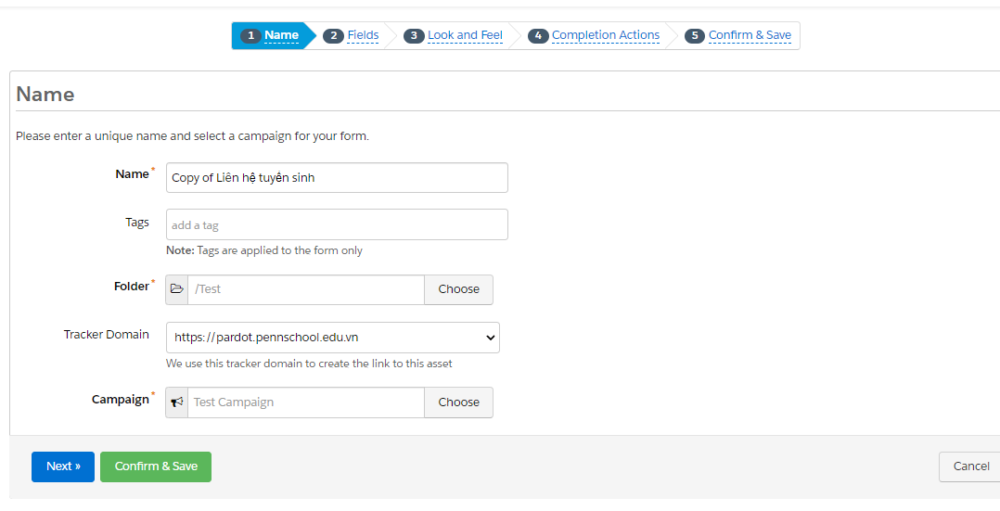 1 Name 2 Fields 3 Look and Feel 4 Completion Actions 5 Confirm & Save
Name
Please enter a unique name and select a campaign for your form.
Name* Copy of Liên hệ tuyển sinh
Tags add a tag
Note: Tags are applied to the form only
Folder* /Test Choose
Tracker Domain https://pardot.pennschool.edu.vn
We use this tracker domain to create the link to this asset
Campaign* Test Campaign Choose
Next » Confirm & Save Cancel